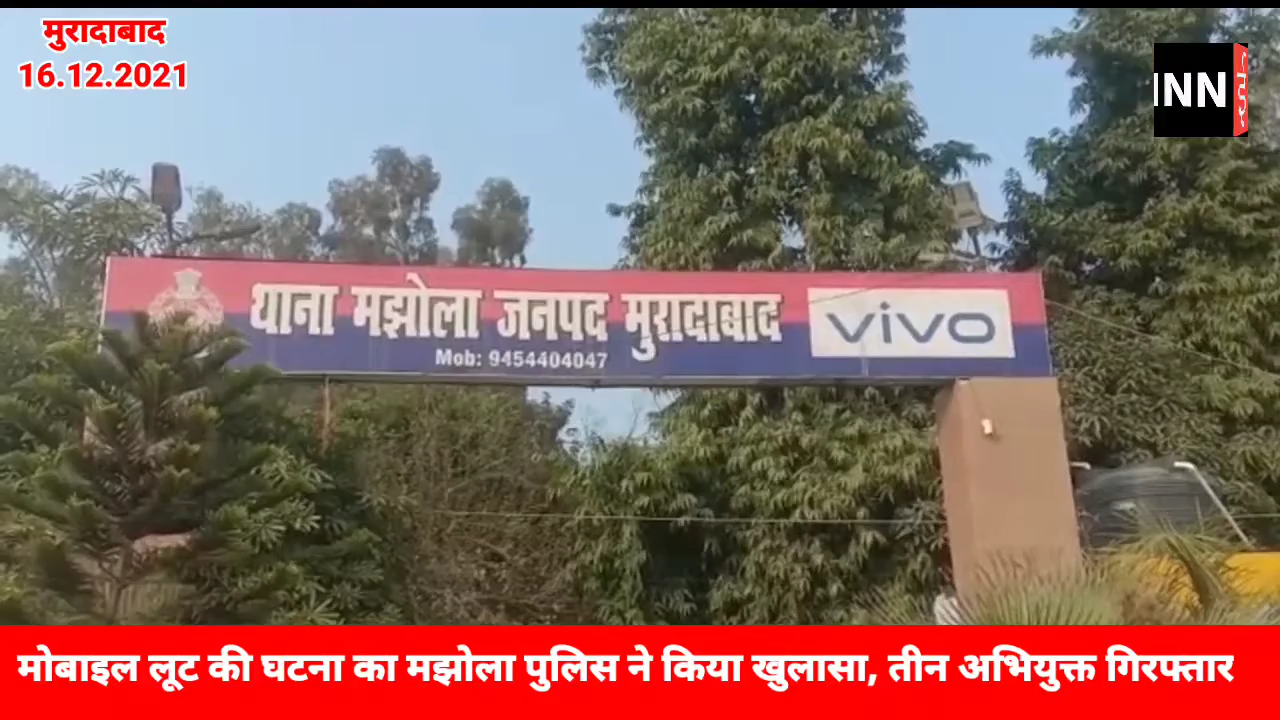 मुरादाबाद
16.12.2021
INN
थाना मझोला जनपद मुरादाबाद
vivo
Mob: 9454404047
मोबाइल लूट की घटना का मझोला पुलिस ने किया खुलासा, तीन अभियुक्त गिरफ्तार